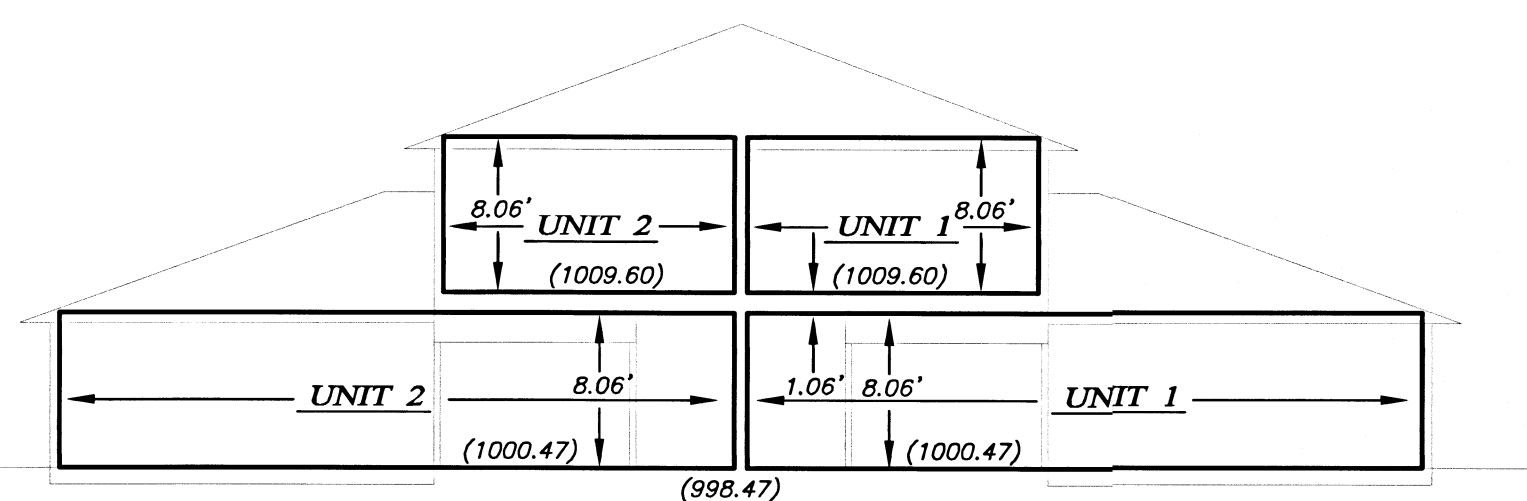 8.06' UNIT 2 UNIT 1 8.06'
(1009.60) (1009.60)
UNIT 2 8.06' 1.06' 8.06' UNIT 1
(1000.47) (1000.47)
(998.47)